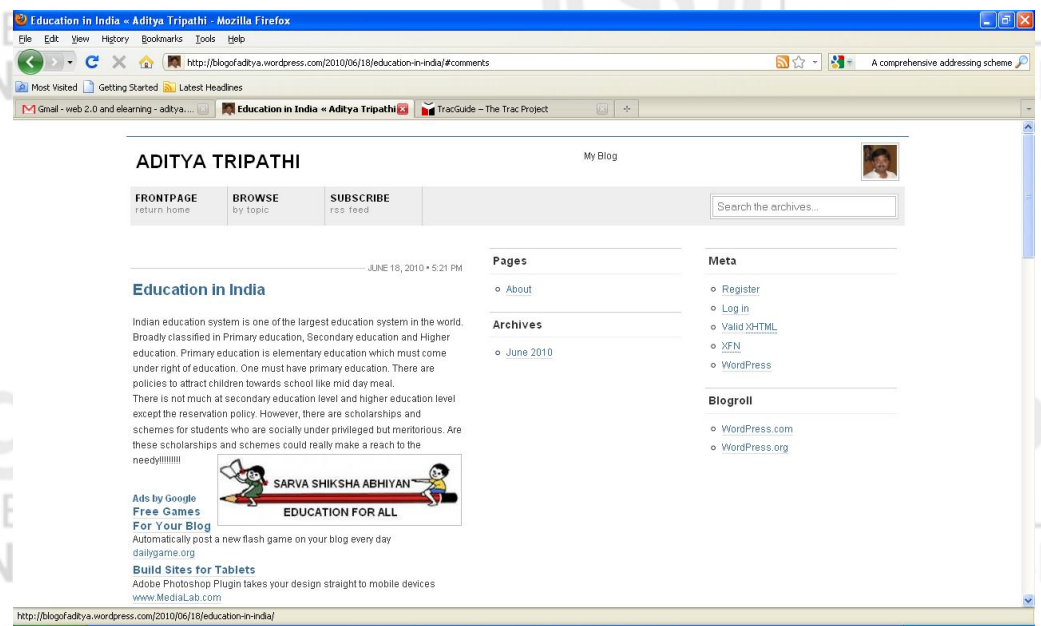 Education in India « Aditya Tripathi - Mozilla Firefox
File Edit View History Bookmarks Tools Help
http://blogofaditya.wordpress.com/2010/06/18/education-in-india/#comments
A comprehensive addressing scheme
Most Visited Getting Started Latest Headlines
Gmail - web 2.0 and elearning - aditya.... Education in India « Aditya Tripathi TracGuide – The Trac Project
ADITYA TRIPATHI
My Blog
FRONTPAGE
return home
BROWSE
by topic
SUBSCRIBE
rss feed
Search the archives...
JUNE 18, 2010 • 5:21 PM
Education in India
Indian education system is one of the largest education system in the world.
Broadly classified in Primary education, Secondary education and Higher
education. Primary education is elementary education which must come
under right of education. One must have primary education. There are
policies to attract children towards school like mid day meal.
There is not much at secondary education level and higher education level
except the reservation policy. However, there are scholarships and
schemes for students who are socially under privileged but meritorious. Are
these scholarships and schemes could really make a reach to the
needy!!!!!!!!!
SARVA SHIKSHA ABHIYAN
EDUCATION FOR ALL
Ads by Google
Free Games
For Your Blog
Automatically post a new flash game on your blog every day
dailygame.org
Build Sites for Tablets
Adobe Photoshop Plugin takes your design straight to mobile devices
www.MediaLab.com
Pages
About
Archives
June 2010
Meta
Register
Log in
Valid XHTML
XFN
WordPress
Blogroll
WordPress.com
WordPress.org
http://blogofaditya.wordpress.com/2010/06/18/education-in-india/